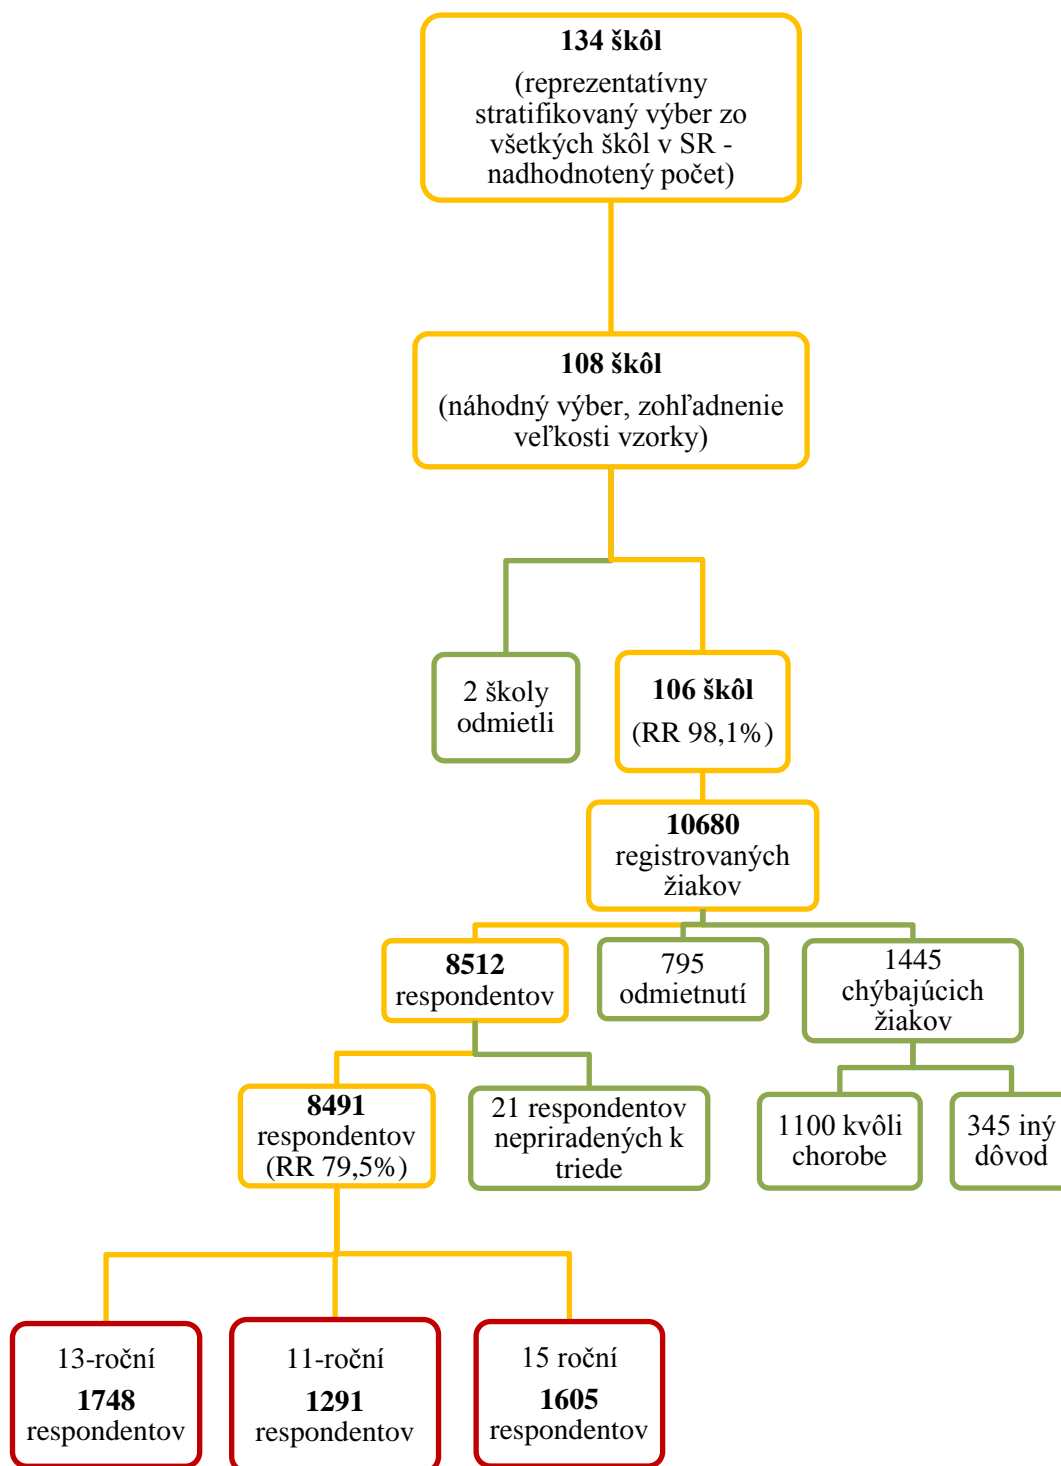 134 škôl
(reprezentatívny
stratifikovaný výber zo
všetkých škôl v SR -
nadhodnotený počet)
108 škôl
(náhodný výber, zohľadnenie
veľkosti vzorky)
2 školy
odmietli
106 škôl
(RR 98,1%)
10680
registrovaných
žiakov
8512
respondentov
795
odmietnutí
1445
chýbajúcich
žiakov
8491
respondentov
(RR 79,5%)
21 respondentov
nepriradených k
triede
1100 kvôli
chorobe
345 iný
dôvod
13-roční
1748
respondentov
11-roční
1291
respondentov
15 roční
1605
respondentov